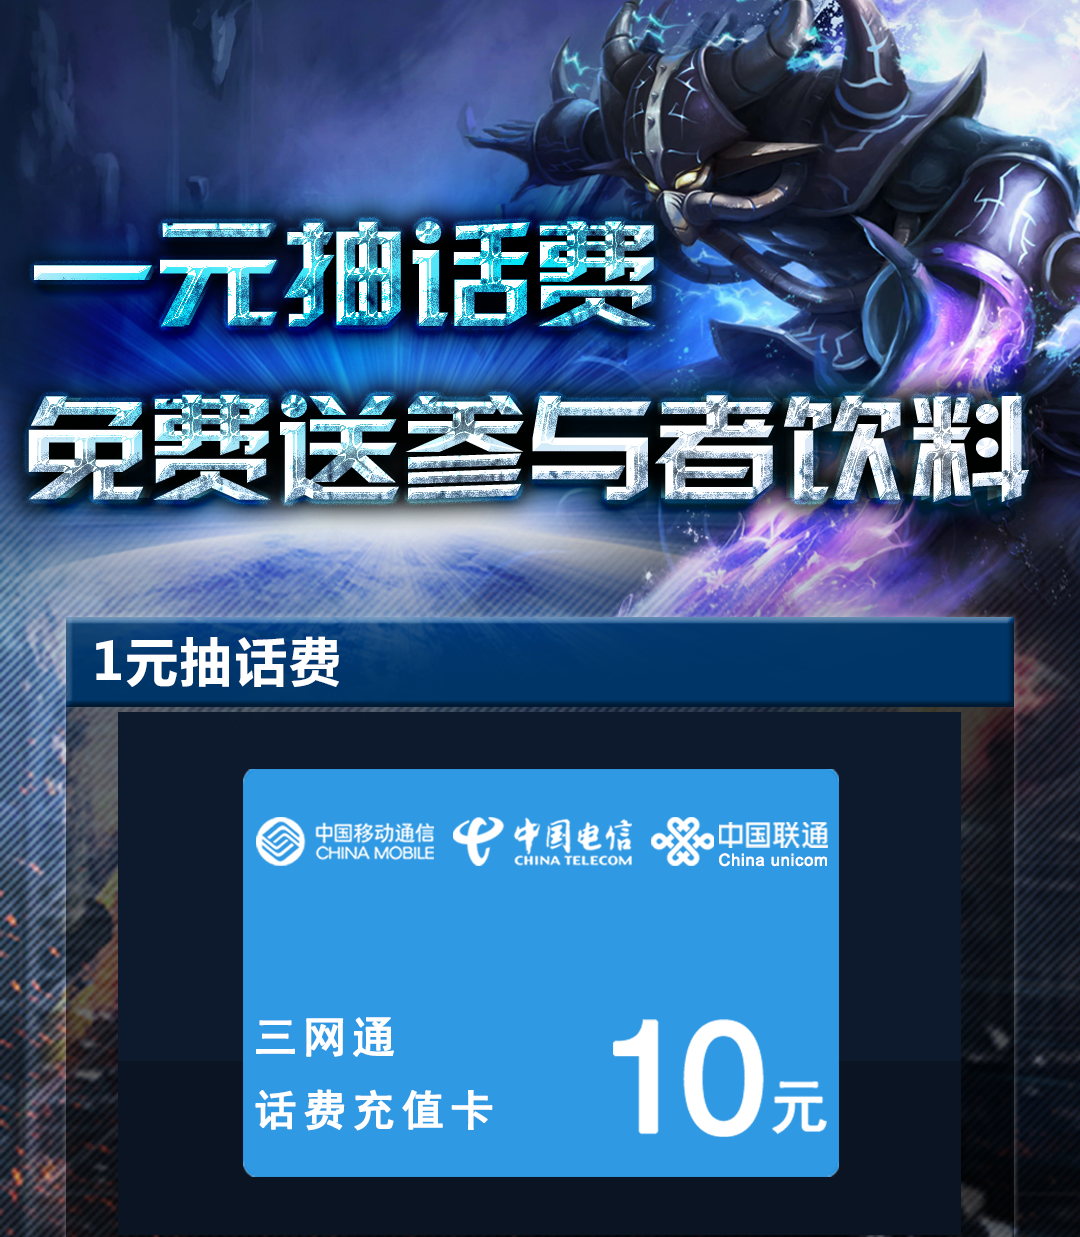 一元抽话费
免费送参与者饮料
1元抽话费
中国移动通信
CHINA MOBILE
中国电信
CHINA TELECOM
中国联通
China unicom
三网通
话费充值卡
10元